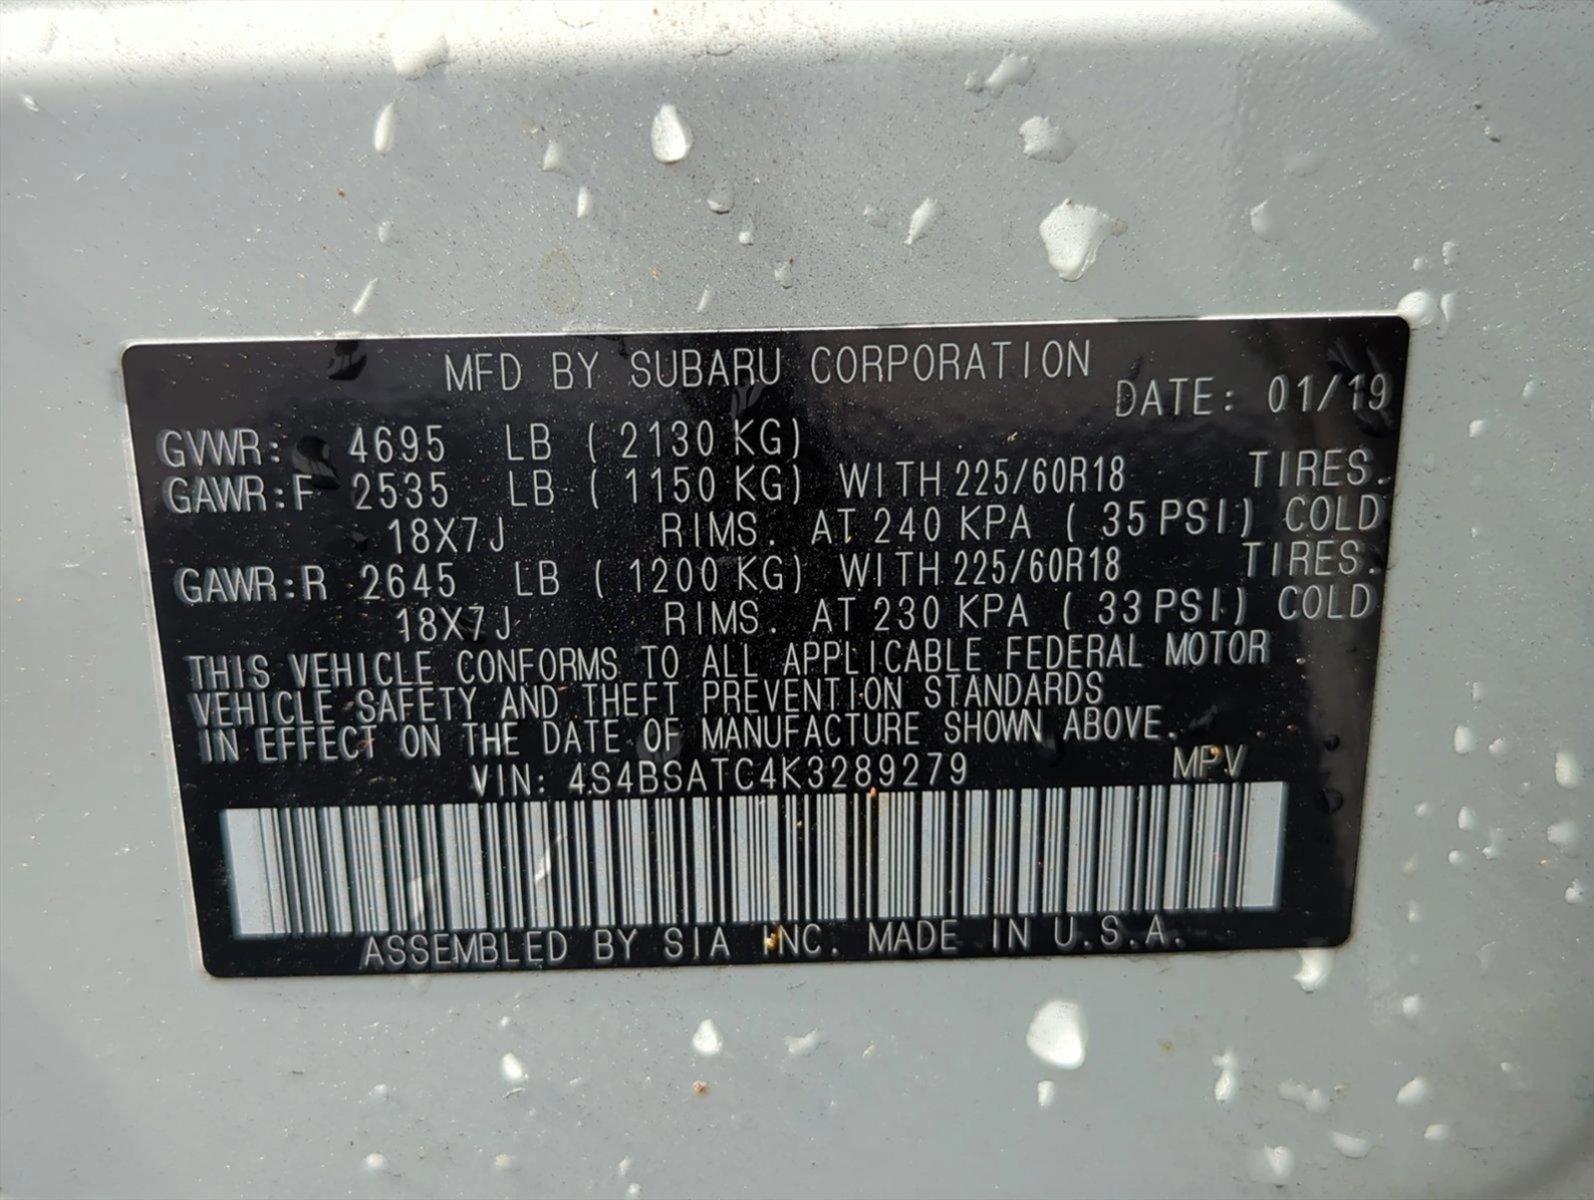 MFD BY SUBARU CORPORATION
DATE: 01/19
GVWR: 4695 LB (2130 KG)
GAWR:F 2535 LB (1150 KG) WITH 225/60R18 TIRES.
18X7J RIMS. AT 240 KPA (35 PSI) COLD
GAWR:R 2645 LB (1200 KG) WITH 225/60R18 TIRES.
18X7J RIMS. AT 230 KPA (33 PSI) COLD
THIS VEHICLE CONFORMS TO ALL APPLICABLE FEDERAL MOTOR
VEHICLE SAFETY AND THEFT PREVENTION STANDARDS
IN EFFECT ON THE DATE OF MANUFACTURE SHOWN ABOVE.
VIN: 4S4BSATC4K3289279 MPV
ASSEMBLED BY SIA INC. MADE IN U.S.A.